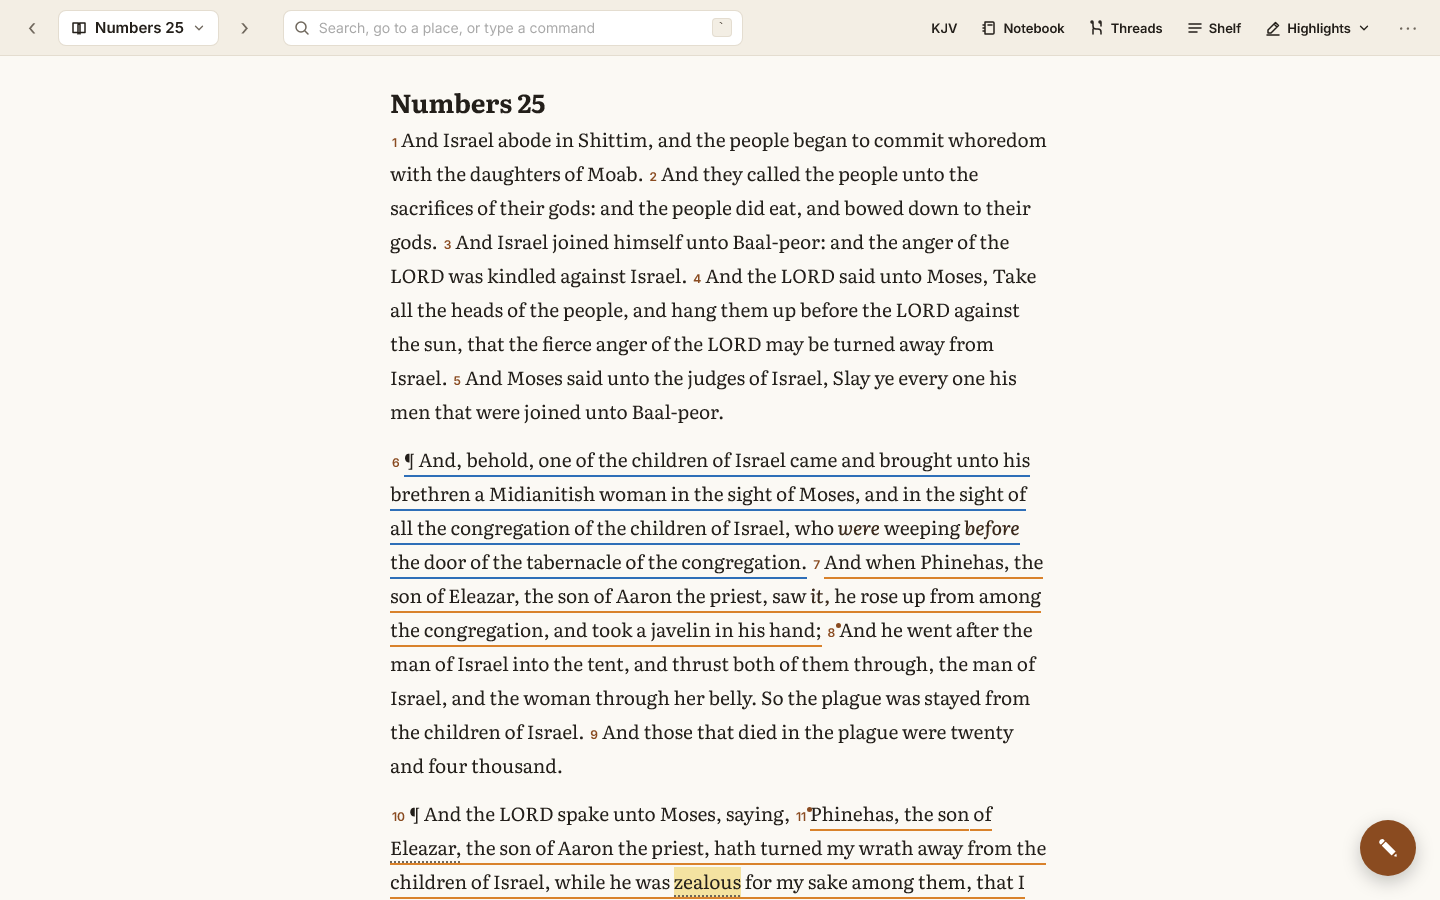 Numbers 25
Search, go to a place, or type a command
`
KJV
Notebook
Threads
Shelf
Highlights
Numbers 25
1 And Israel abode in Shittim, and the people began to commit whoredom
with the daughters of Moab. 2 And they called the people unto the
sacrifices of their gods: and the people did eat, and bowed down to their
gods. 3 And Israel joined himself unto Baal-peor: and the anger of the
LORD was kindled against Israel. 4 And the LORD said unto Moses, Take
all the heads of the people, and hang them up before the LORD against
the sun, that the fierce anger of the LORD may be turned away from
Israel. 5 And Moses said unto the judges of Israel, Slay ye every one his
men that were joined unto Baal-peor.
6 ¶ And, behold, one of the children of Israel came and brought unto his
brethren a Midianitish woman in the sight of Moses, and in the sight of
all the congregation of the children of Israel, who were weeping before
the door of the tabernacle of the congregation. 7 And when Phinehas, the
son of Eleazar, the son of Aaron the priest, saw it, he rose up from among
the congregation, and took a javelin in his hand; 8 And he went after the
man of Israel into the tent, and thrust both of them through, the man of
Israel, and the woman through her belly. So the plague was stayed from
the children of Israel. 9 And those that died in the plague were twenty
and four thousand.
10 ¶ And the LORD spake unto Moses, saying, 11 Phinehas, the son of
Eleazar, the son of Aaron the priest, hath turned my wrath away from the
children of Israel, while he was zealous for my sake among them, that I